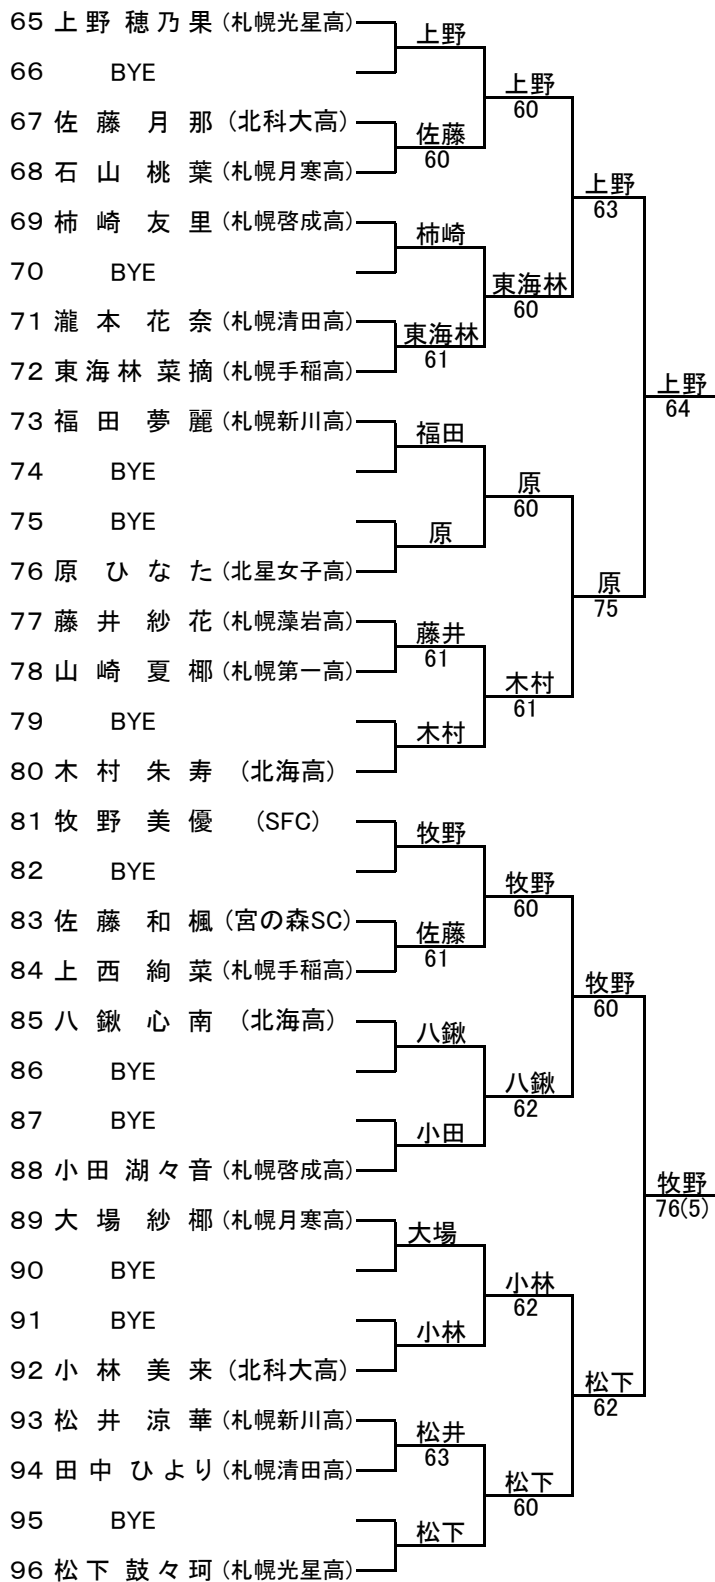 65 上野 穂乃果 (札幌光星高)
上野
66 BYE
上野
60
67 佐藤 月那 (北科大高)
佐藤
60
68 石山 桃葉 (札幌月寒高)
上野
63
69 柿崎 友里 (札幌啓成高)
柿崎
70 BYE
東海林
60
71 瀧本 花奈 (札幌清田高)
東海林
61
72 東海林 菜摘 (札幌手稲高)
上野
64
73 福田 夢麗 (札幌新川高)
福田
74 BYE
原
60
75 BYE
原
76 原 ひなた (北星女子高)
原
75
77 藤井 紗花 (札幌藻岩高)
藤井
61
78 山崎 夏椰 (札幌第一高)
木村
61
79 BYE
木村
80 木村 朱寿 (北海高)
81 牧野 美優 (SFC)
牧野
82 BYE
牧野
60
83 佐藤 和楓 (宮の森SC)
佐藤
61
84 上西 絢菜 (札幌手稲高)
牧野
60
85 八鍬 心南 (北海高)
八鍬
86 BYE
八鍬
62
87 BYE
小田
88 小田 湖々音 (札幌啓成高)
牧野
76(5)
89 大場 紗椰 (札幌月寒高)
大場
90 BYE
小林
62
91 BYE
小林
92 小林 美来 (北科大高)
松下
62
93 松井 涼華 (札幌新川高)
松井
63
94 田中 ひより (札幌清田高)
松下
60
95 BYE
松下
96 松下 鼓々珂 (札幌光星高)